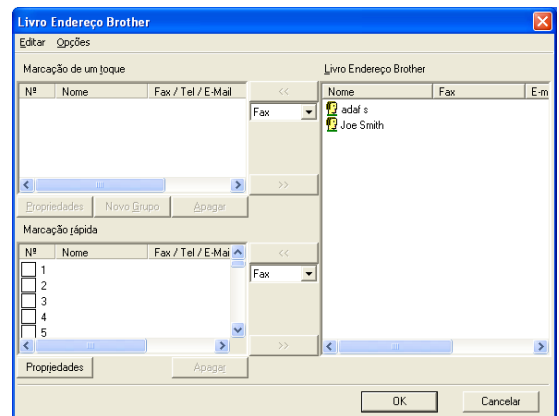 Livro Endereço Brother
Editar Opções
Marcação de um toque
Nº Nome Fax / Tel / E-Mail
<<
Fax
>>
Propriedades Novo Grupo Apagar
Marcação rápida
Nº Nome Fax / Tel / E-Mai
1
2
3
4
5
<<
Fax
>>
Propriedades Apagar
Livro Endereço Brother
Nome Fax E-m
adaf s
Joe Smith
OK Cancelar